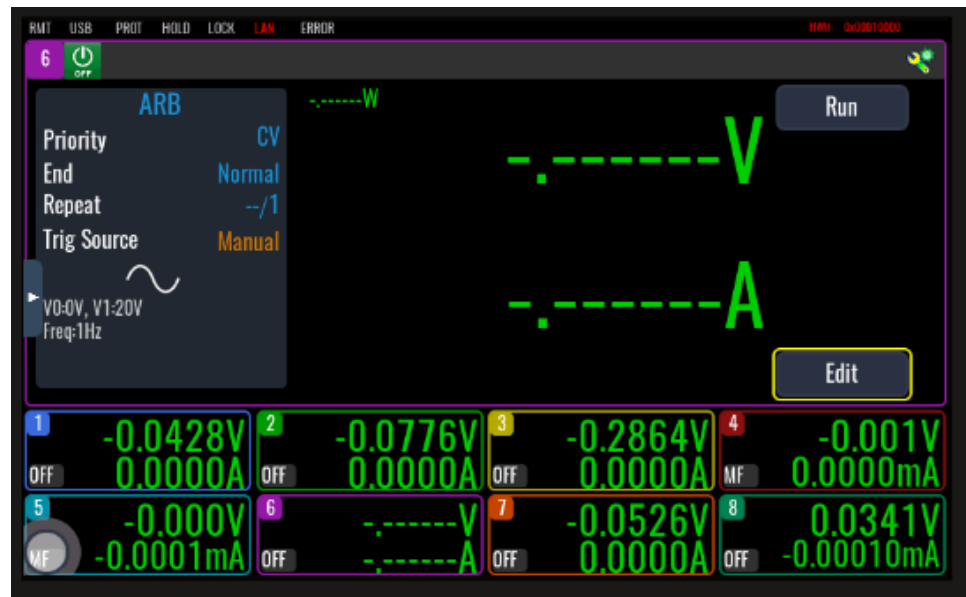 RMT USB PROT HOLD LOCK LAN ERROR HWI: 0x00010000
6 OFF
ARB
Priority CV
End Normal
Repeat --/1
Trig Source Manual
V0:0V, V1:20V
Freq:1Hz
-.------W
-.------V
-.------A
Run
Edit
1 -0.0428V
OFF 0.0000A
2 -0.0776V
OFF 0.0000A
3 -0.2864V
OFF 0.0000A
4 -0.001V
MF 0.0000mA
5 -0.000V
MF -0.0001mA
6 -.------V
OFF -.------A
7 -0.0526V
OFF 0.0000A
8 0.0341V
OFF -0.00010mA